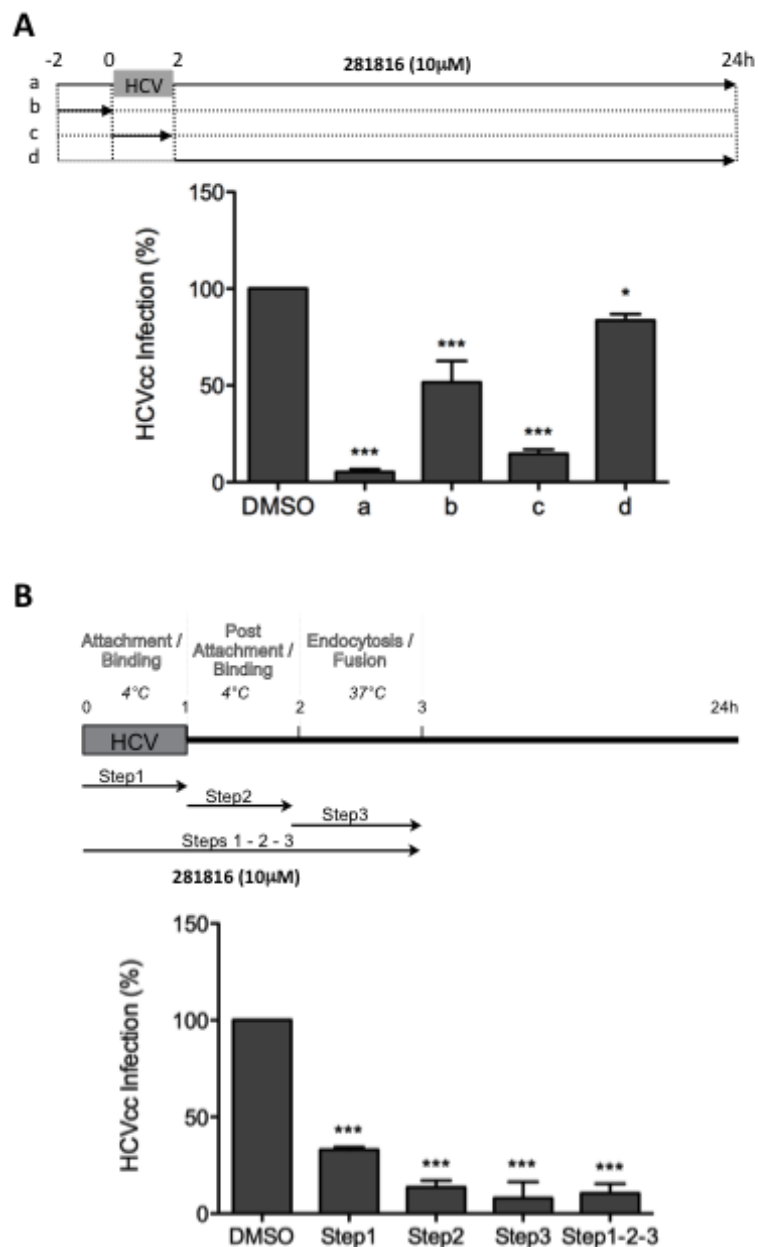 A
-2 0 2 281816 (10μM) 24h
a HCV
b
c
d
150
100
50
0
HCVcc Infection (%)
*** *** *** *
DMSO a b c d
B
Attachment / Binding
4°C
Post Attachment / Binding
4°C
Endocytosis / Fusion
37°C
0 1 2 3 24h
HCV
Step1
Step2
Step3
Steps 1 - 2 - 3
281816 (10μM)
150
100
50
0
HCVcc Infection (%)
*** *** *** ***
DMSO Step1 Step2 Step3 Step1-2-3